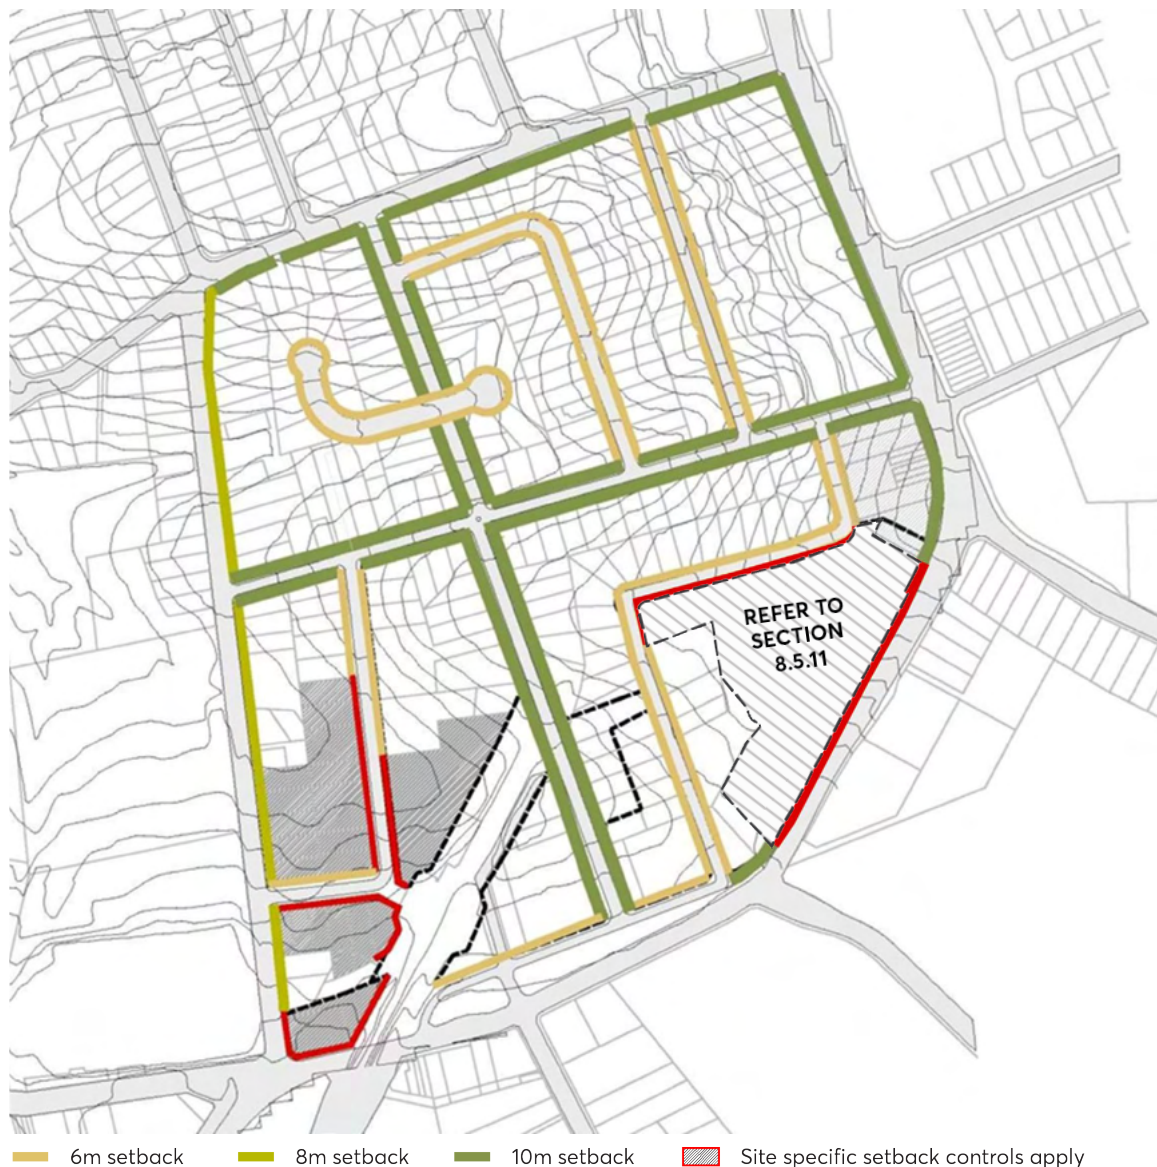 REFER TO
SECTION
8.5.11
6m setback
8m setback
10m setback
Site specific setback controls apply